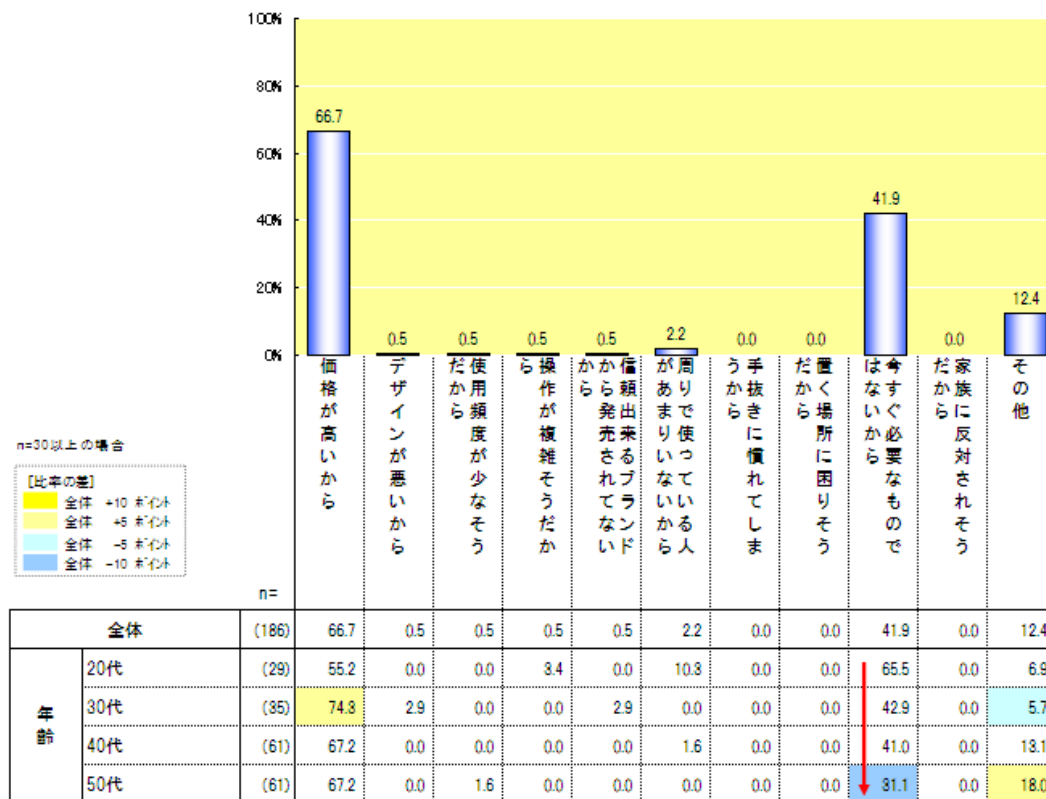 100%
80%
60%
40%
20%
0%
66.7
0.5
0.5
0.5
0.5
2.2
0.0
0.0
41.9
0.0
12.4
価格が高いから
デザインが悪いから
使用頻度が少なそう
だから
操作が複雑そうだか
ら
信頼出来るブランド
から発売されてない
から
周りで使っている人
があまりいないから
手抜きに慣れてしま
うから
置く場所に困りそう
だから
今すぐ必要なもので
はないから
家族に反対されそう
だから
その他
n=30以上の場合
[比率の差]
全体 +10 ポイント
全体 +5 ポイント
全体 -5 ポイント
全体 -10 ポイント
n=
全体 (186) 66.7 0.5 0.5 0.5 0.5 2.2 0.0 0.0 41.9 0.0 12.4
年齢
20代 (29) 55.2 0.0 0.0 3.4 0.0 10.3 0.0 0.0 65.5 0.0 6.9
30代 (35) 74.3 2.9 0.0 0.0 2.9 0.0 0.0 0.0 42.9 0.0 5.7
40代 (61) 67.2 0.0 0.0 0.0 0.0 1.6 0.0 0.0 41.0 0.0 13.1
50代 (61) 67.2 0.0 1.6 0.0 0.0 0.0 0.0 0.0 31.1 0.0 18.0